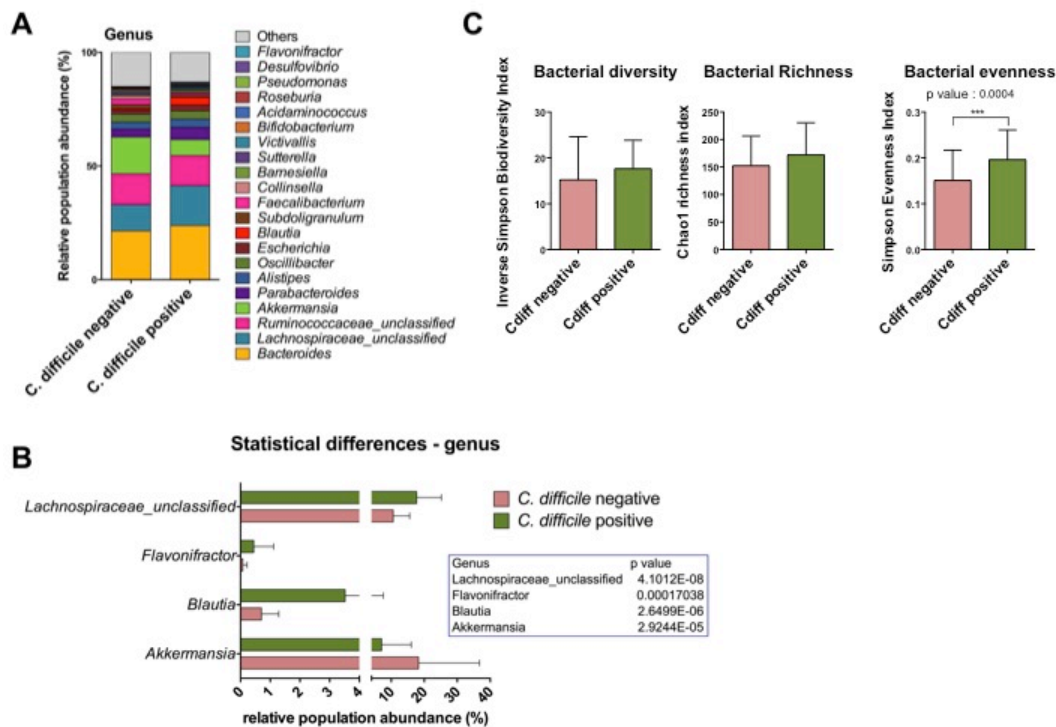 A
Genus
Relative population abundance (%)
100
50
0
C. difficile negative
C. difficile positive
Others
Flavonifractor
Desulfovibrio
Pseudomonas
Roseburia
Acidaminococcus
Bifidobacterium
Victivallis
Sutterella
Barnesiella
Collinsella
Faecalibacterium
Subdoligranulum
Blautia
Escherichia
Oscillibacter
Alistipes
Parabacteroides
Akkermansia
Ruminococcaceae_unclassified
Lachnospiraceae_unclassified
Bacteroides
C
Bacterial diversity
Inverse Simpson Biodiversity Index
30
20
10
0
Cdiff negative
Cdiff positive
Bacterial Richness
Chao1 richness index
250
200
150
100
50
0
Cdiff negative
Cdiff positive
Bacterial evenness
p value : 0.0004
***
Simpson Evenness Index
0.3
0.2
0.1
0.0
Cdiff negative
Cdiff positive
B
Statistical differences - genus
Lachnospiraceae_unclassified
Flavonifractor
Blautia
Akkermansia
0 1 2 3 4 10 20 30 40
relative population abundance (%)
C. difficile negative
C. difficile positive
Genus p value
Lachnospiraceae_unclassified 4.1012E-08
Flavonifractor 0.00017038
Blautia 2.6499E-06
Akkermansia 2.9244E-05